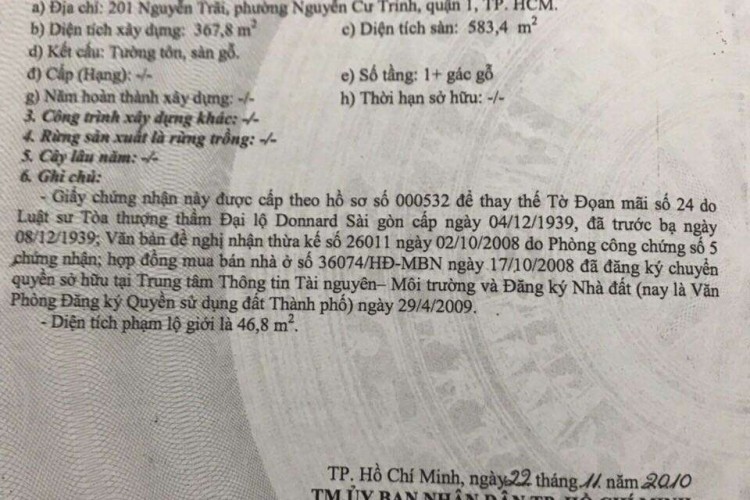 a) Địa chỉ: 201 Nguyễn Trãi, phường Nguyễn Cư Trinh, quận 1, TP. HCM.
b) Diện tích xây dựng: 367,8 m² c) Diện tích sàn: 583,4 m²
d) Kết cấu: Tường tôn, sàn gỗ.
đ) Cấp (Hạng): -/- e) Số tầng: 1+ gác gỗ
g) Năm hoàn thành xây dựng: -/- h) Thời hạn sở hữu: -/-
3. Công trình xây dựng khác: -/-
4. Rừng sản xuất là rừng trồng: -/-
5. Cây lâu năm: -/-
6. Ghi chú:
- Giấy chứng nhận này được cấp theo hồ sơ số 000532 để thay thế Tờ Đọan mãi số 24 do
Luật sư Tòa thượng thẩm Đại lộ Donnard Sài gòn cấp ngày 04/12/1939, đã trước bạ ngày
08/12/1939; Văn bản đề nghị nhận thừa kế số 26011 ngày 02/10/2008 do Phòng công chứng số 5
chứng nhận; hợp đồng mua bán nhà ở số 36074/HĐ-MBN ngày 17/10/2008 đã đăng ký chuyển
quyền sở hữu tại Trung tâm Thông tin Tài nguyên– Môi trường và Đăng ký Nhà đất (nay là Văn
Phòng Đăng ký Quyền sử dụng đất Thành phố) ngày 29/4/2009.
- Diện tích phạm lộ giới là 46,8 m².
TP. Hồ Chí Minh, ngày 22 tháng 11 năm 2010
TM ỦY BAN NHÂN DÂN TP. HỒ CHÍ MINH